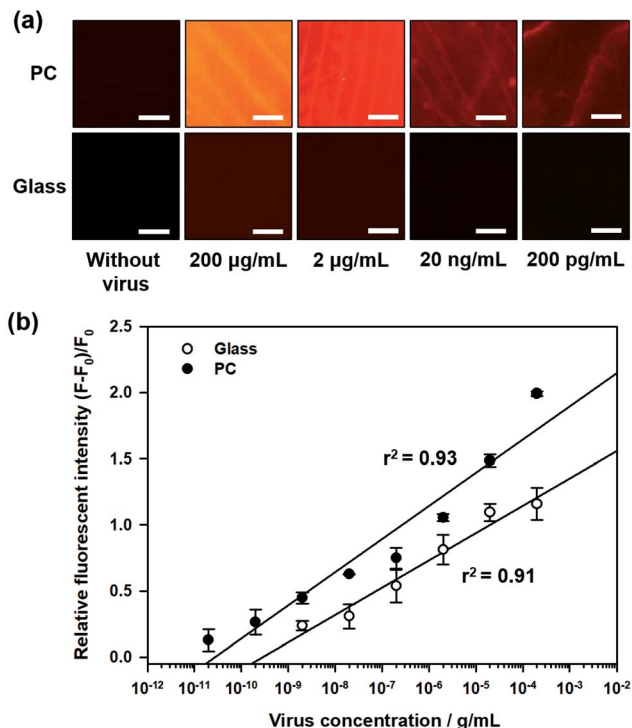 (a)
PC
Glass
Without virus
200 µg/mL
2 µg/mL
20 ng/mL
200 pg/mL
(b)
Relative fluorescent intensity (F-F₀)/F₀
2.5
2.0
1.5
1.0
0.5
0.0
Glass
PC
r² = 0.93
r² = 0.91
10⁻¹² 10⁻¹¹ 10⁻¹⁰ 10⁻⁹ 10⁻⁸ 10⁻⁷ 10⁻⁶ 10⁻⁵ 10⁻⁴ 10⁻³ 10⁻²
Virus concentration / g/mL